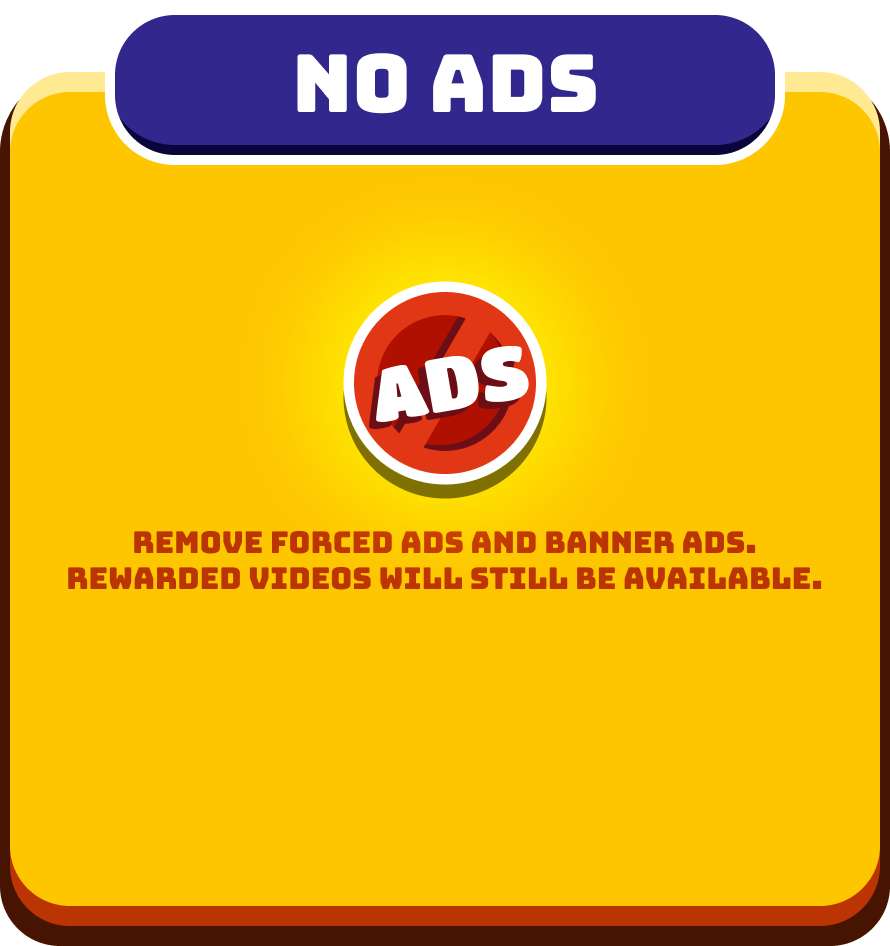 NO ADS
ADS
REMOVE FORCED ADS AND BANNER ADS.
REWARDED VIDEOS WILL STILL BE AVAILABLE.